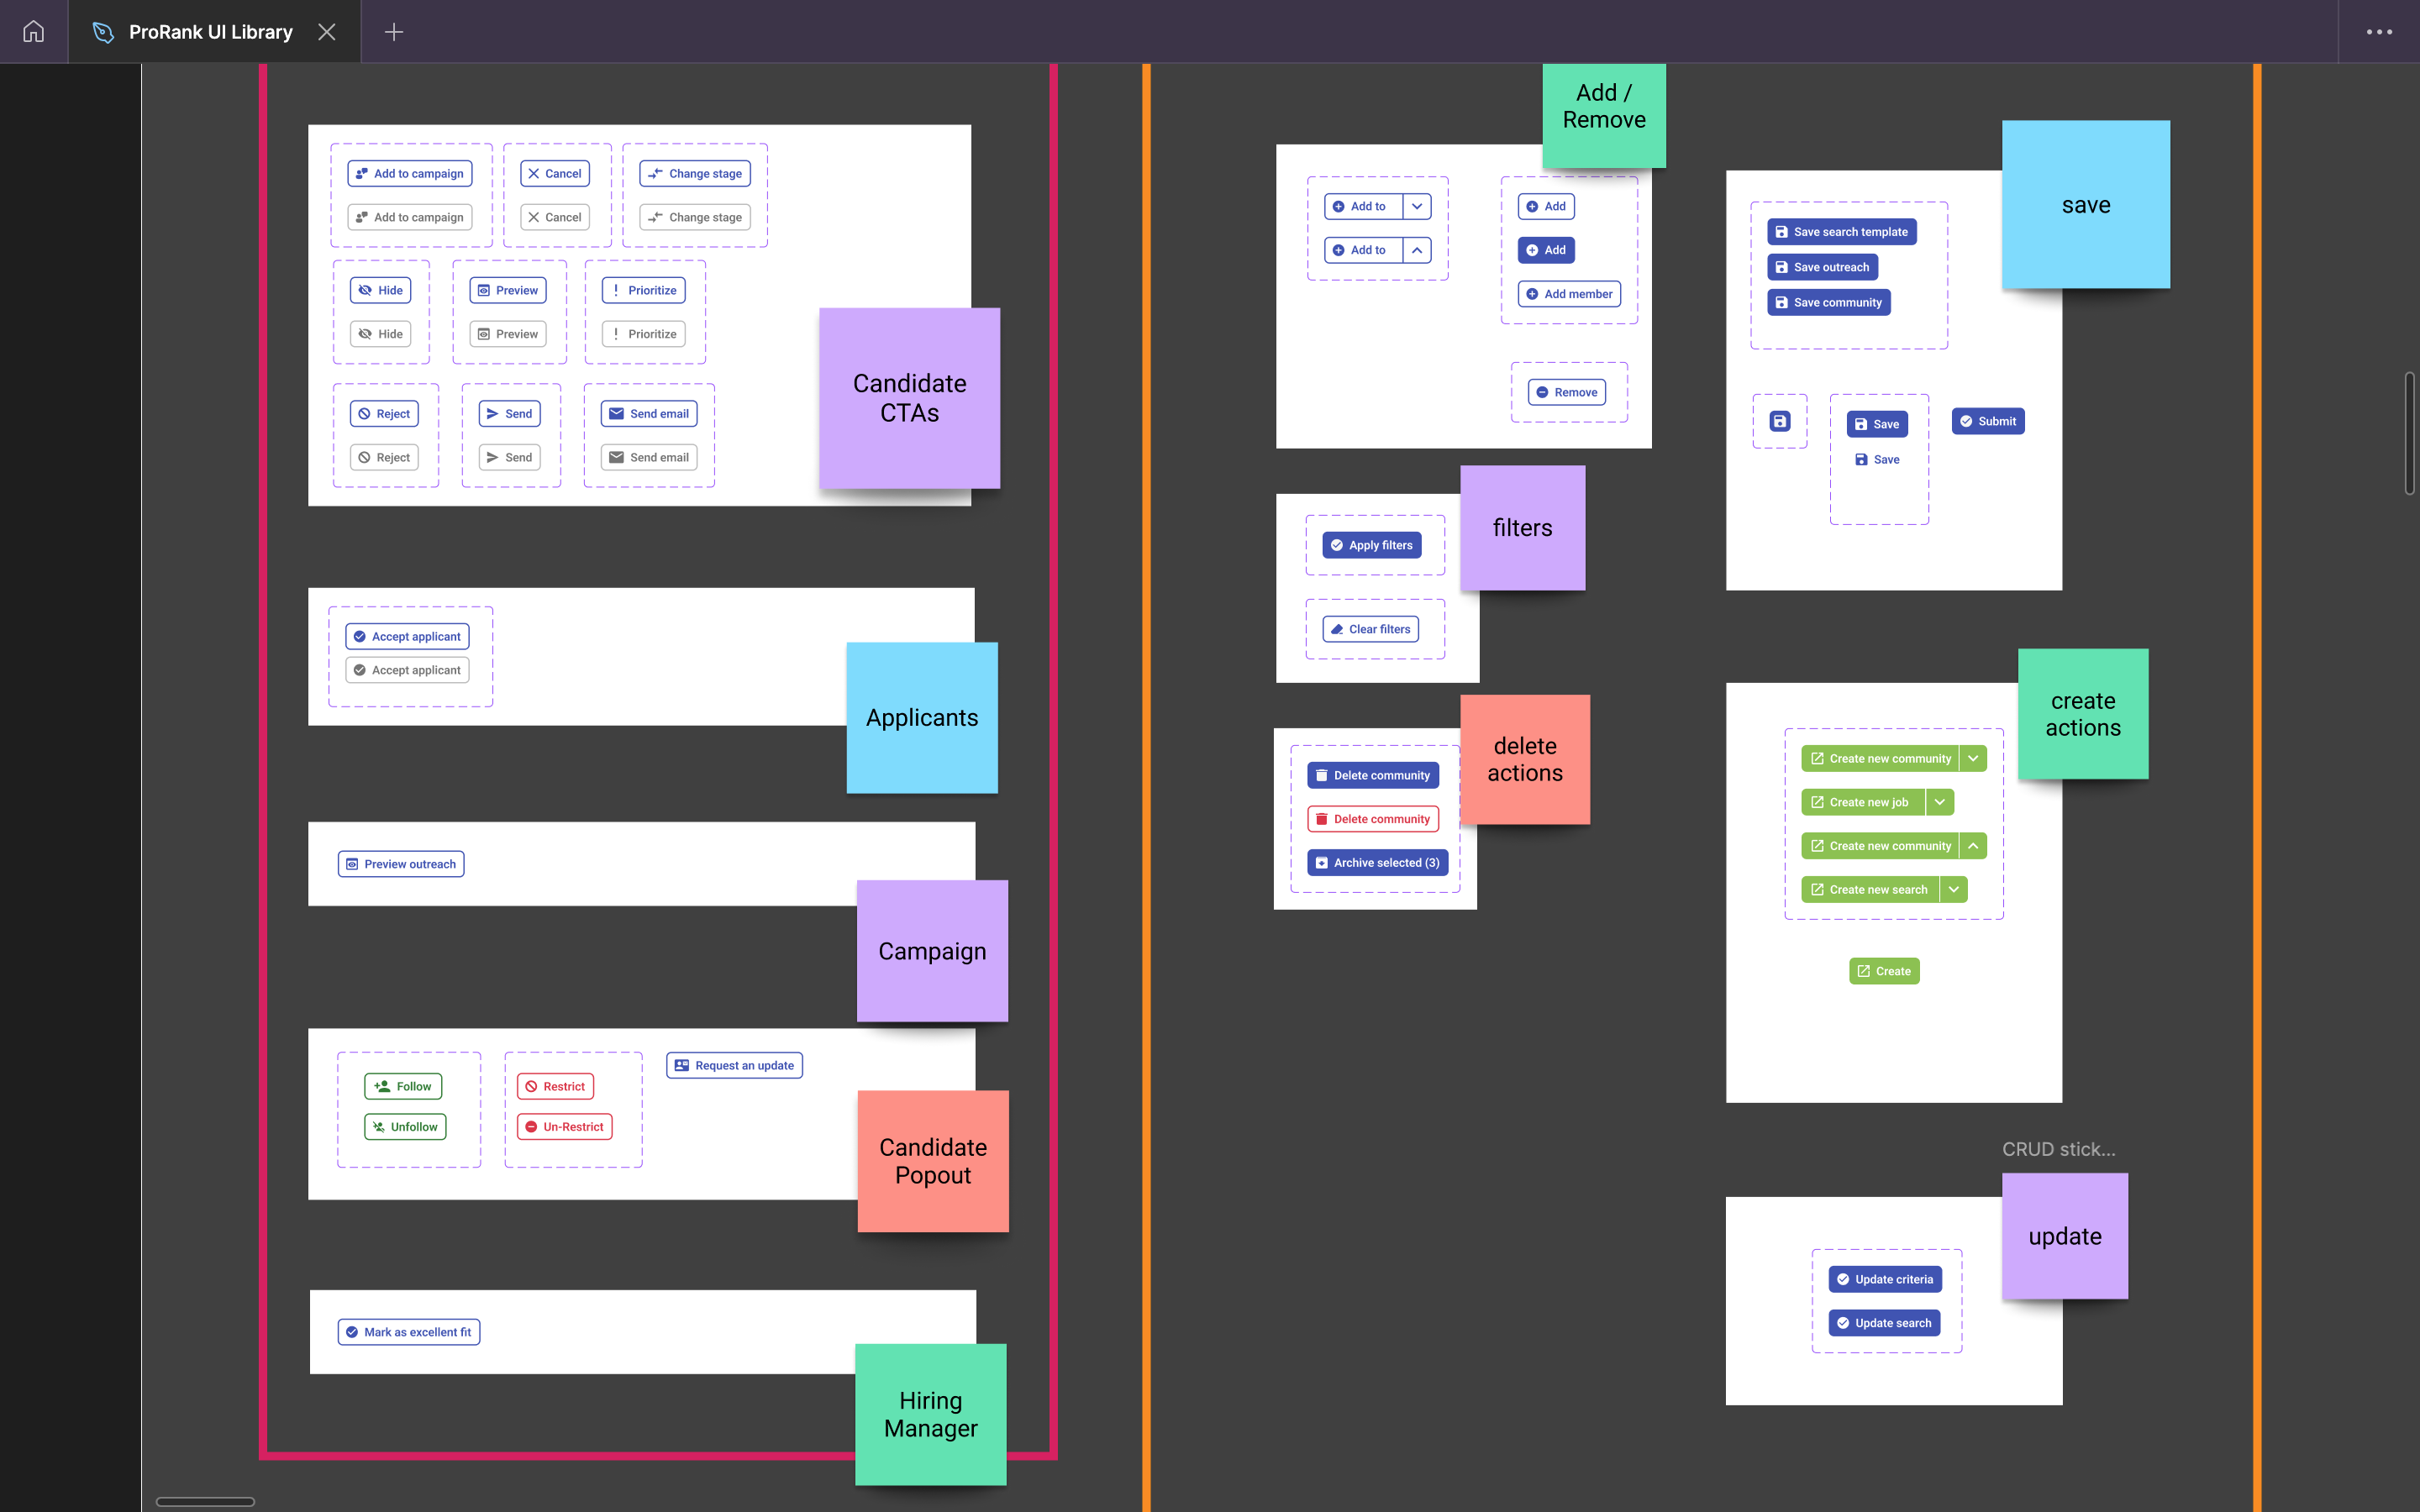 ProRank UI Library
Add to campaign
Cancel
Change stage
Add to campaign
Cancel
Change stage
Hide
Preview
Prioritize
Hide
Preview
Prioritize
Reject
Send
Send email
Reject
Send
Send email
Candidate
CTAs
Accept applicant
Accept applicant
Applicants
Preview outreach
Campaign
Follow
Unfollow
Restrict
Un-Restrict
Request an update
Candidate
Popout
Mark as excellent fit
Hiring
Manager
Add /
Remove
Add to
Add to
Add
Add
Add member
Remove
filters
Apply filters
Clear filters
delete
actions
Delete community
Delete community
Archive selected (3)
save
Save search template
Save outreach
Save community
Save
Save
Submit
create
actions
Create new community
Create new job
Create new community
Create new search
Create
CRUD stick...
update
Update criteria
Update search